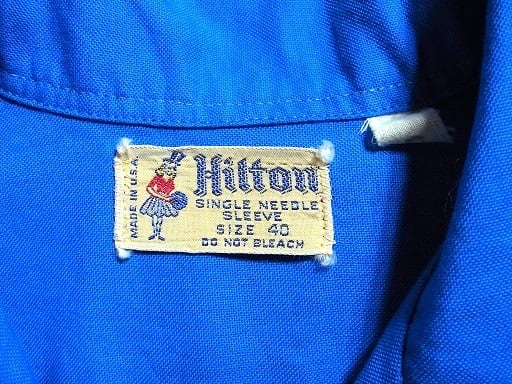 MADE IN U.S.A.
Hilton
SINGLE NEEDLE
SLEEVE
SIZE 40
DO NOT BLEACH